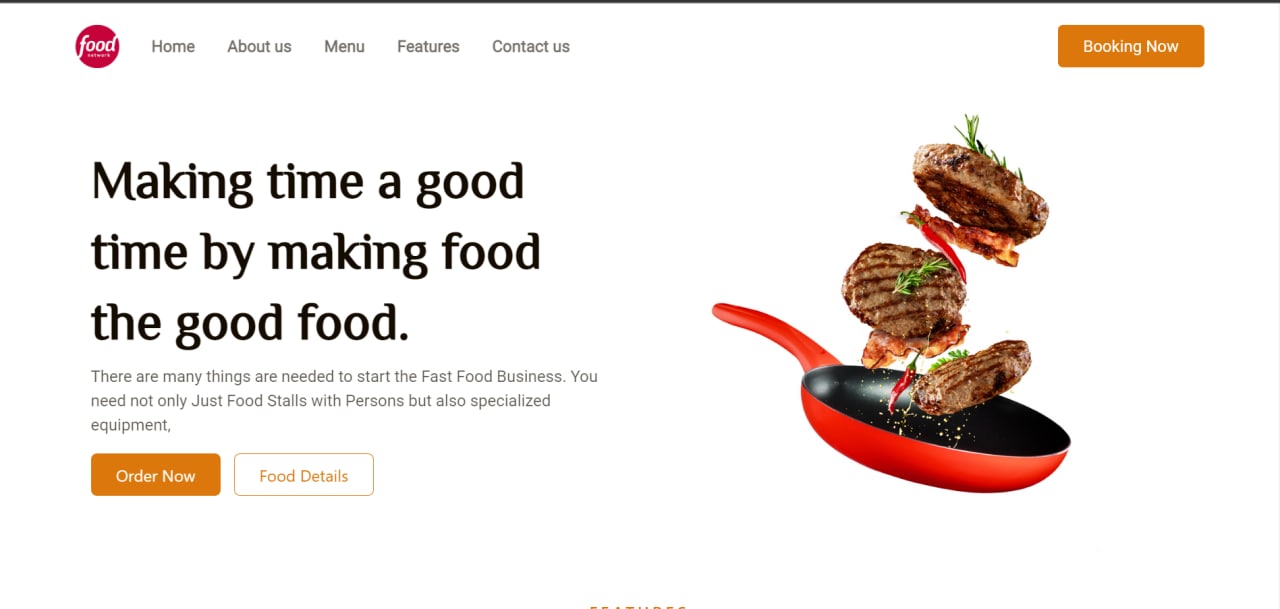 food
network
Home About us Menu Features Contact us
Booking Now
Making time a good
time by making food
the good food.
There are many things are needed to start the Fast Food Business. You
need not only Just Food Stalls with Persons but also specialized
equipment,
Order Now Food Details
FEATURES